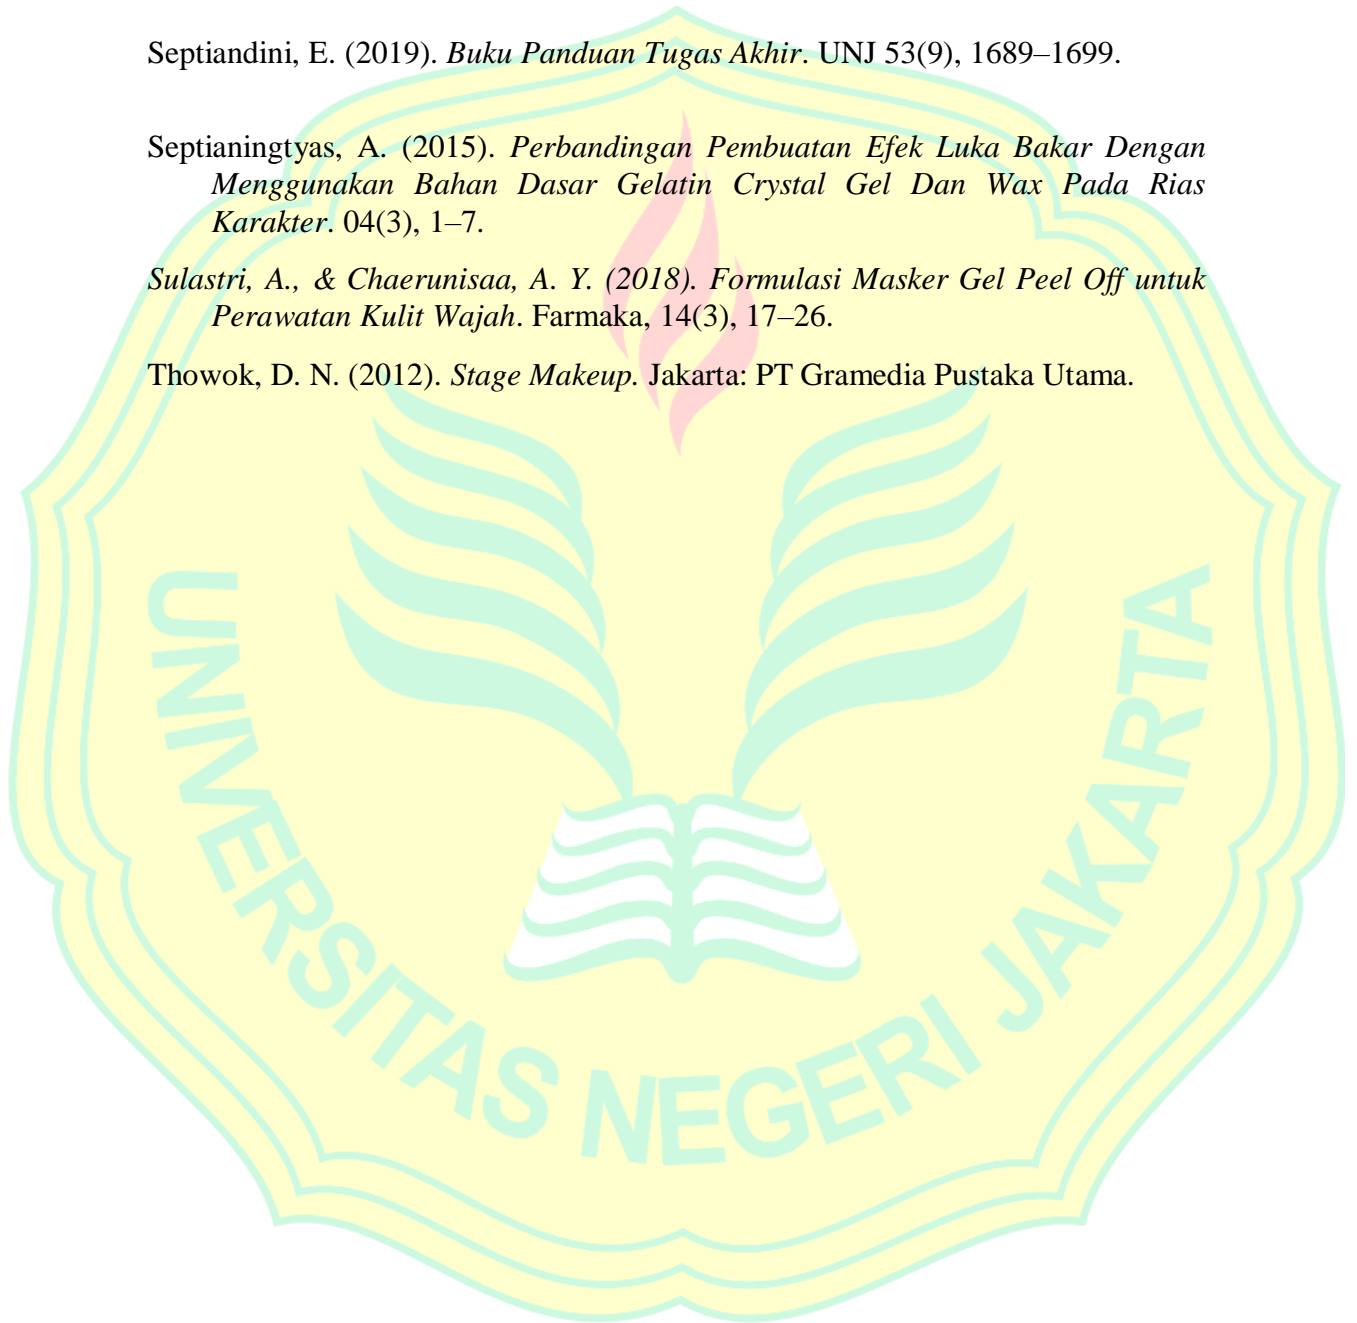 Septiandini, E. (2019). Buku Panduan Tugas Akhir. UNJ 53(9), 1689–1699.
Septianingtyas, A. (2015). Perbandingan Pembuatan Efek Luka Bakar Dengan
Menggunakan Bahan Dasar Gelatin Crystal Gel Dan Wax Pada Rias
Karakter. 04(3), 1–7.
Sulastri, A., & Chaerunisaa, A. Y. (2018). Formulasi Masker Gel Peel Off untuk
Perawatan Kulit Wajah. Farmaka, 14(3), 17–26.
Thowok, D. N. (2012). Stage Makeup. Jakarta: PT Gramedia Pustaka Utama.
UNIVERSITAS NEGERI JAKARTA